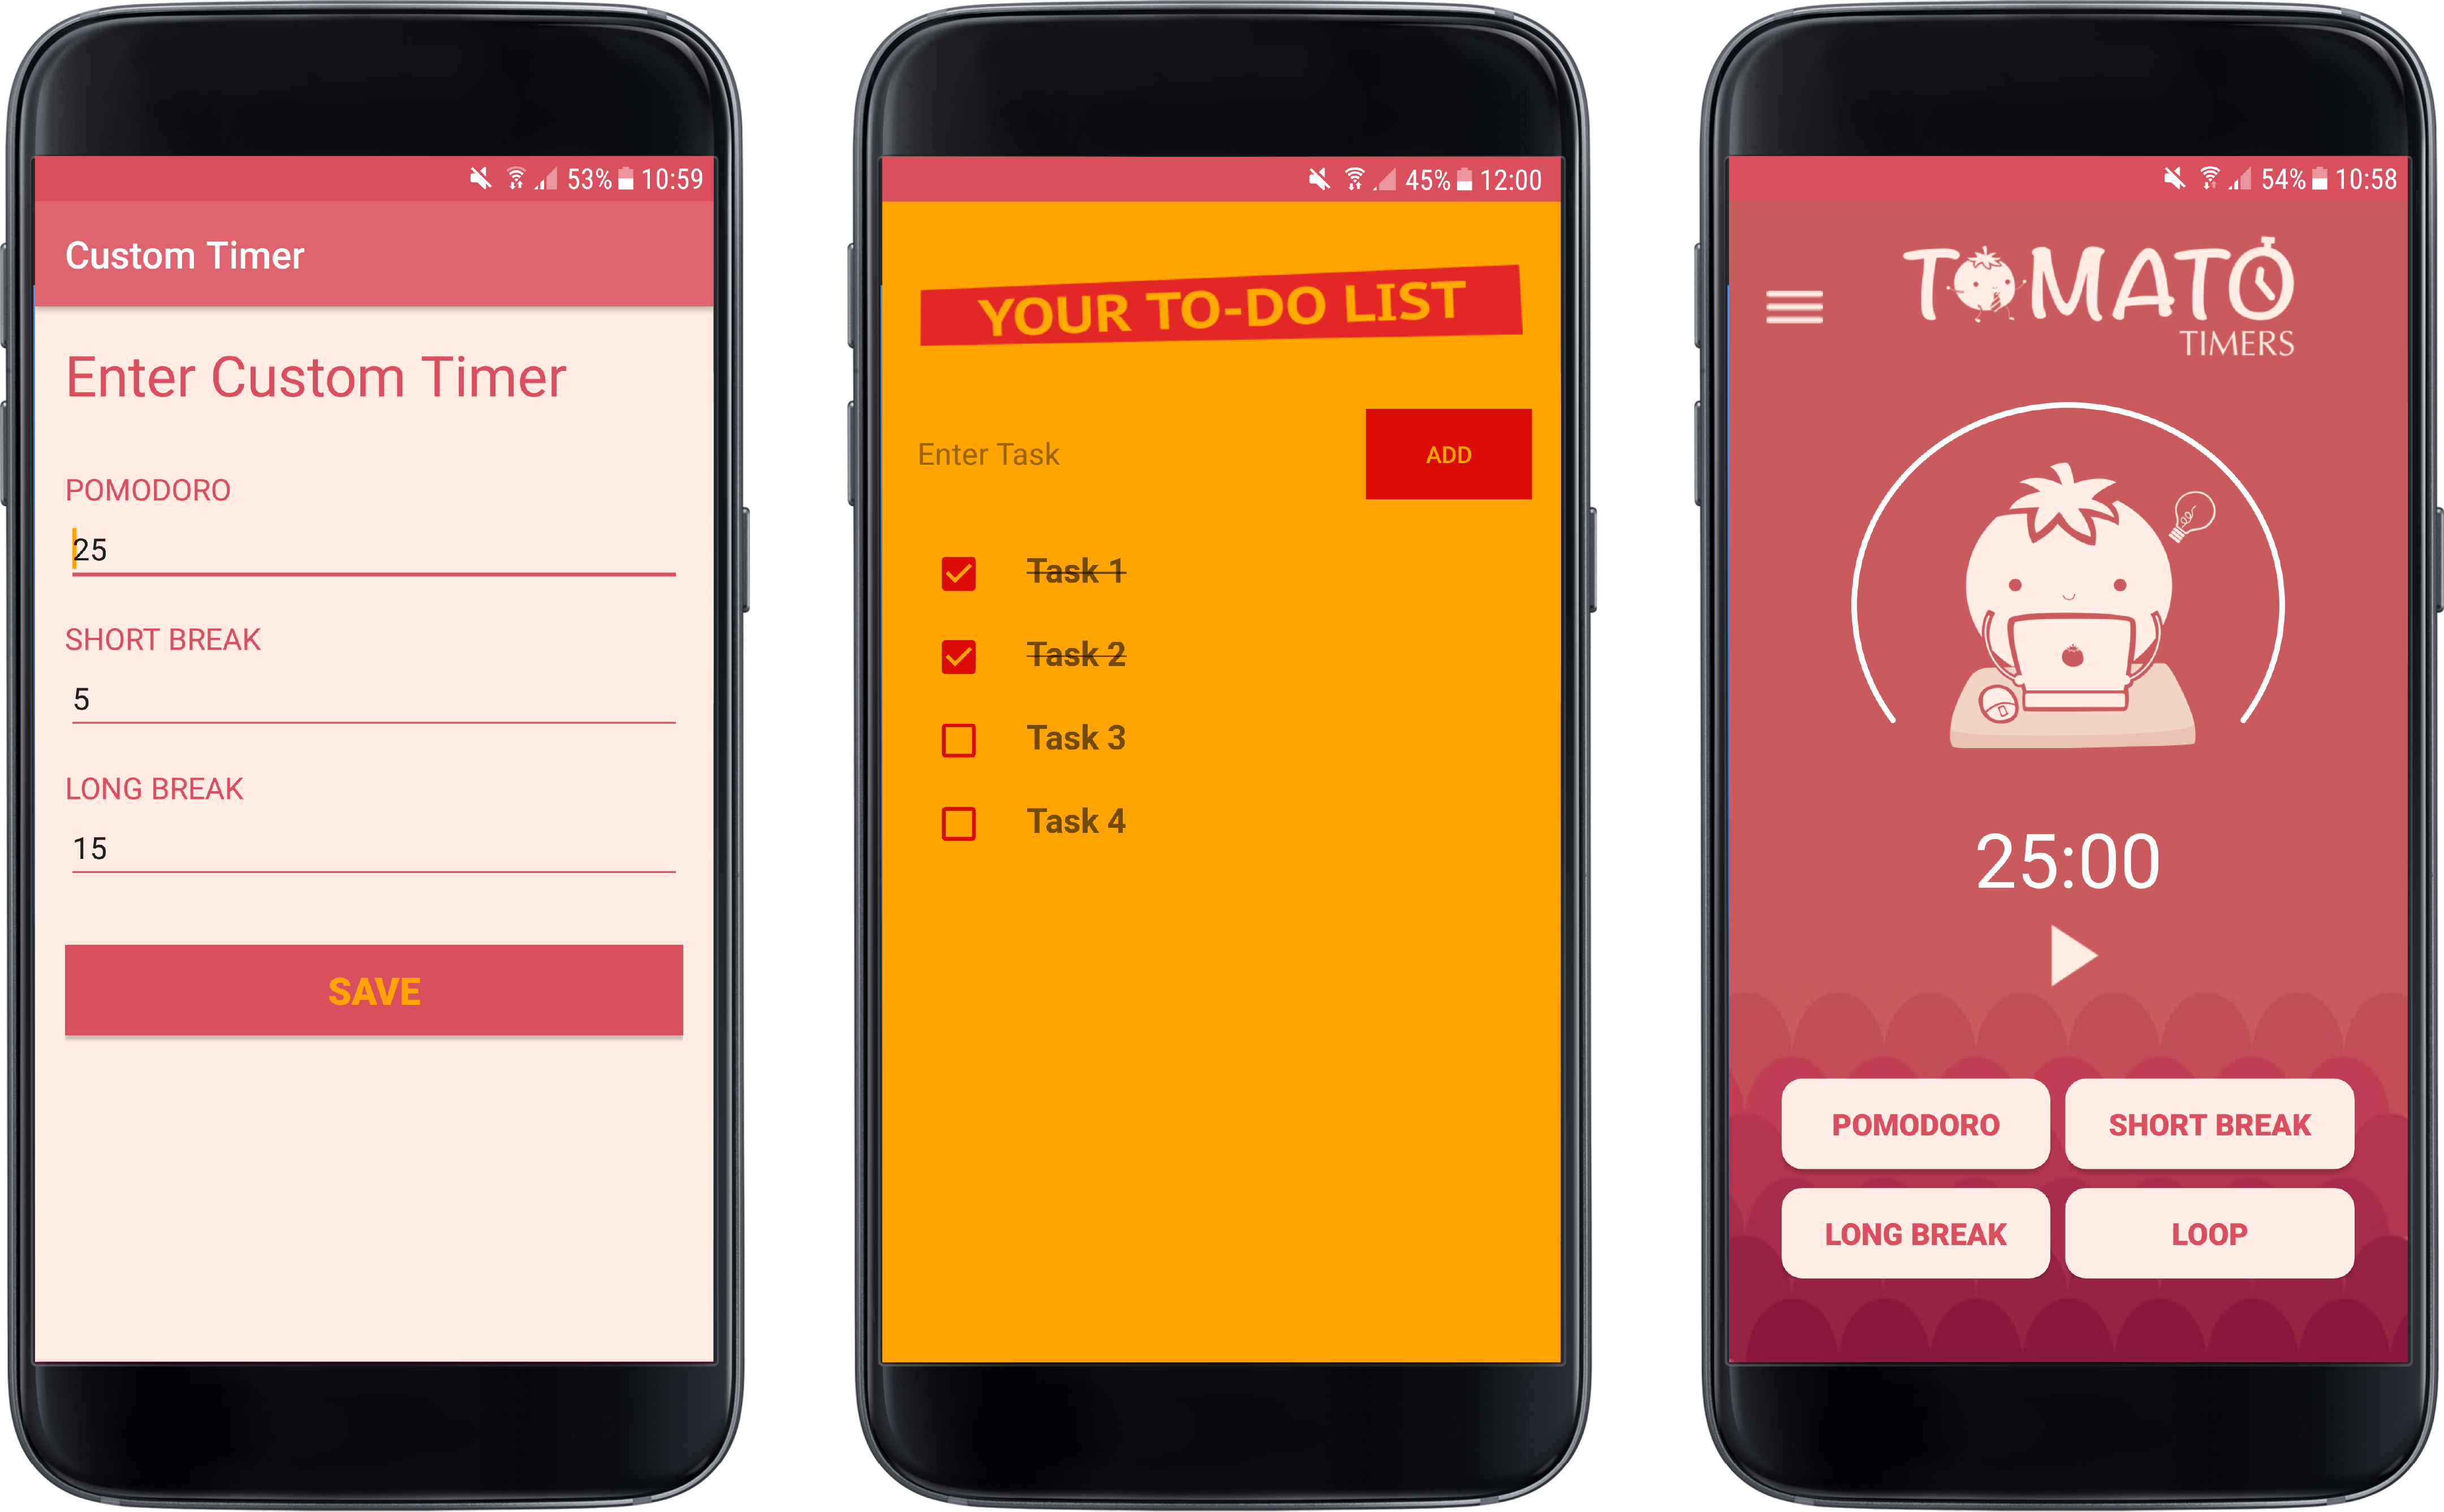 53% 10:59
Custom Timer
Enter Custom Timer
POMODORO
25
SHORT BREAK
5
LONG BREAK
15
SAVE
45% 12:00
YOUR TO-DO LIST
Enter Task
ADD
Task 1
Task 2
Task 3
Task 4
54% 10:58
TOMATO
TIMERS
25:00
POMODORO
SHORT BREAK
LONG BREAK
LOOP